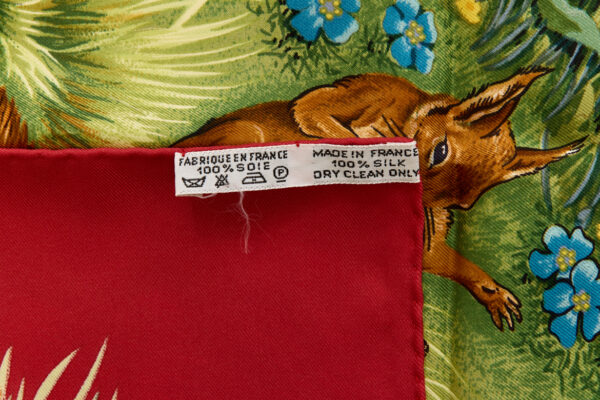 FABRIQUE EN FRANCE
100% SOIE
P
MADE IN FRANCE
100% SILK
DRY CLEAN ONLY